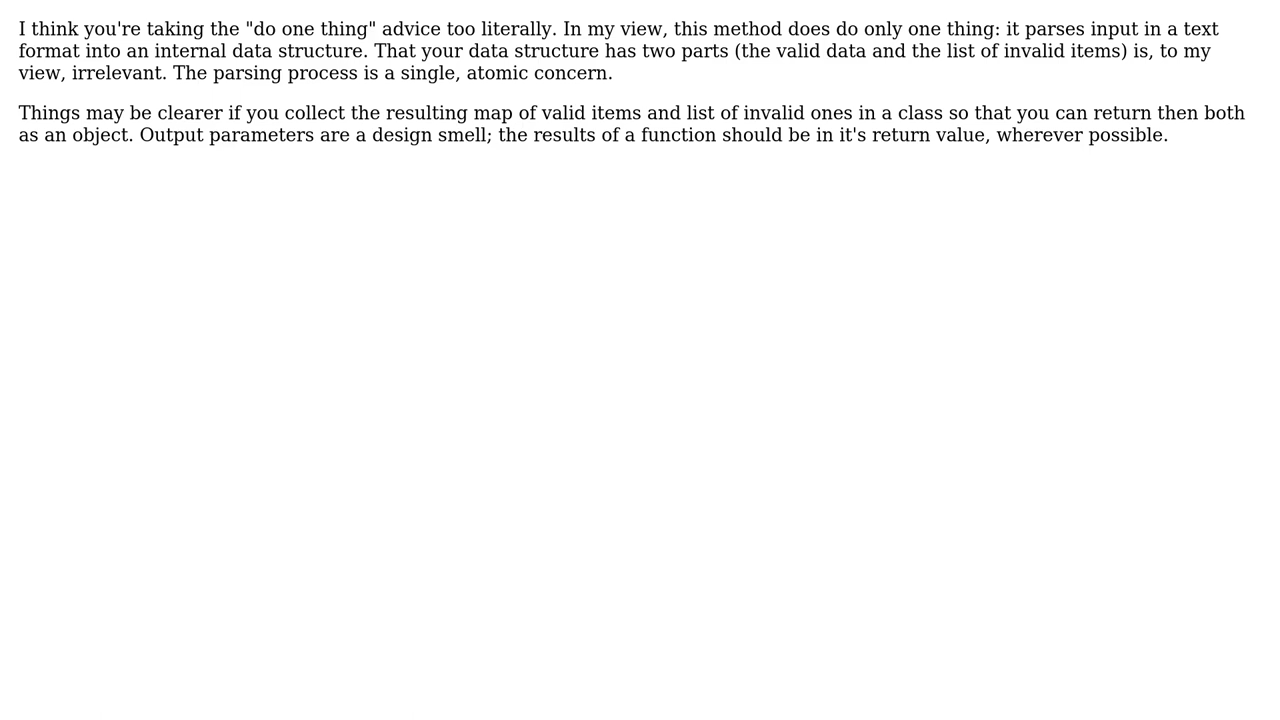 I think you're taking the "do one thing" advice too literally. In my view, this method does do only one thing: it parses input in a text
format into an internal data structure. That your data structure has two parts (the valid data and the list of invalid items) is, to my
view, irrelevant. The parsing process is a single, atomic concern.
Things may be clearer if you collect the resulting map of valid items and list of invalid ones in a class so that you can return then both
as an object. Output parameters are a design smell; the results of a function should be in it's return value, wherever possible.